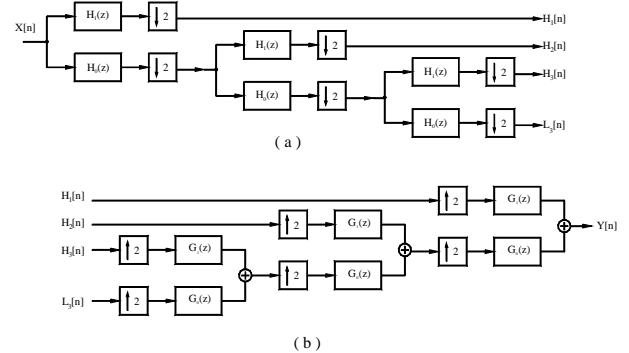 H₁(z) 2 H₁[n]
X[n]
H₁(z) 2 H₂[n]
H₀(z) 2
H₁(z) 2 H₃[n]
H₀(z) 2
H₀(z) 2 L₃[n]
( a )
H₁[n] 2 G₁(z)
H₂[n] 2 G₁(z)
Y[n]
H₃[n] 2 G₁(z) 2 G₀(z)
2 G₀(z)
L₃[n] 2 G₀(z)
( b )